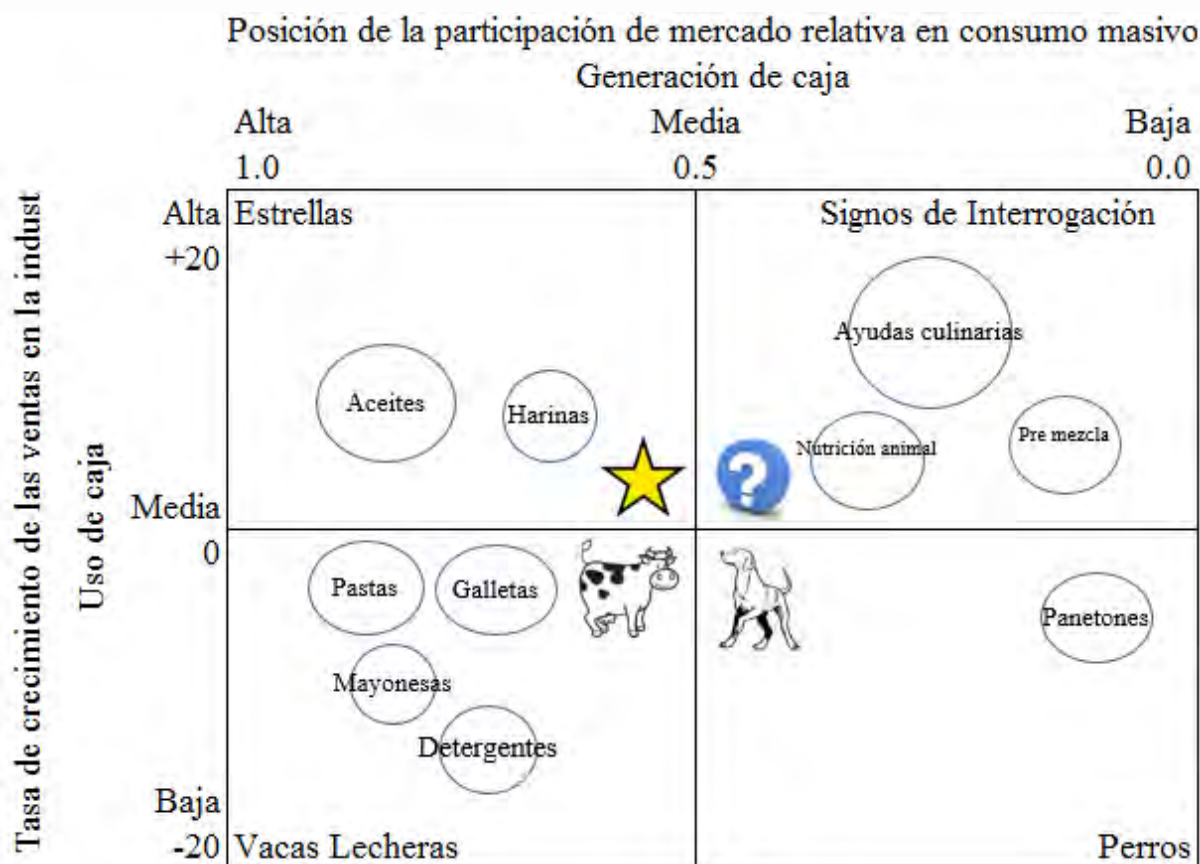 Posición de la participación de mercado relativa en consumo masivo
Generación de caja
Alta Media Baja
1.0 0.5 0.0
Tasa de crecimiento de las ventas en la indust
Uso de caja
Alta
+20
Media
0
Baja
-20
Estrellas
Aceites
Harinas
Signos de Interrogación
Ayudas culinarias
Nutrición animal
Pre mezcla
?
Pastas
Galletas
Mayonesas
Detergentes
Vacas Lecheras
Panetones
Perros